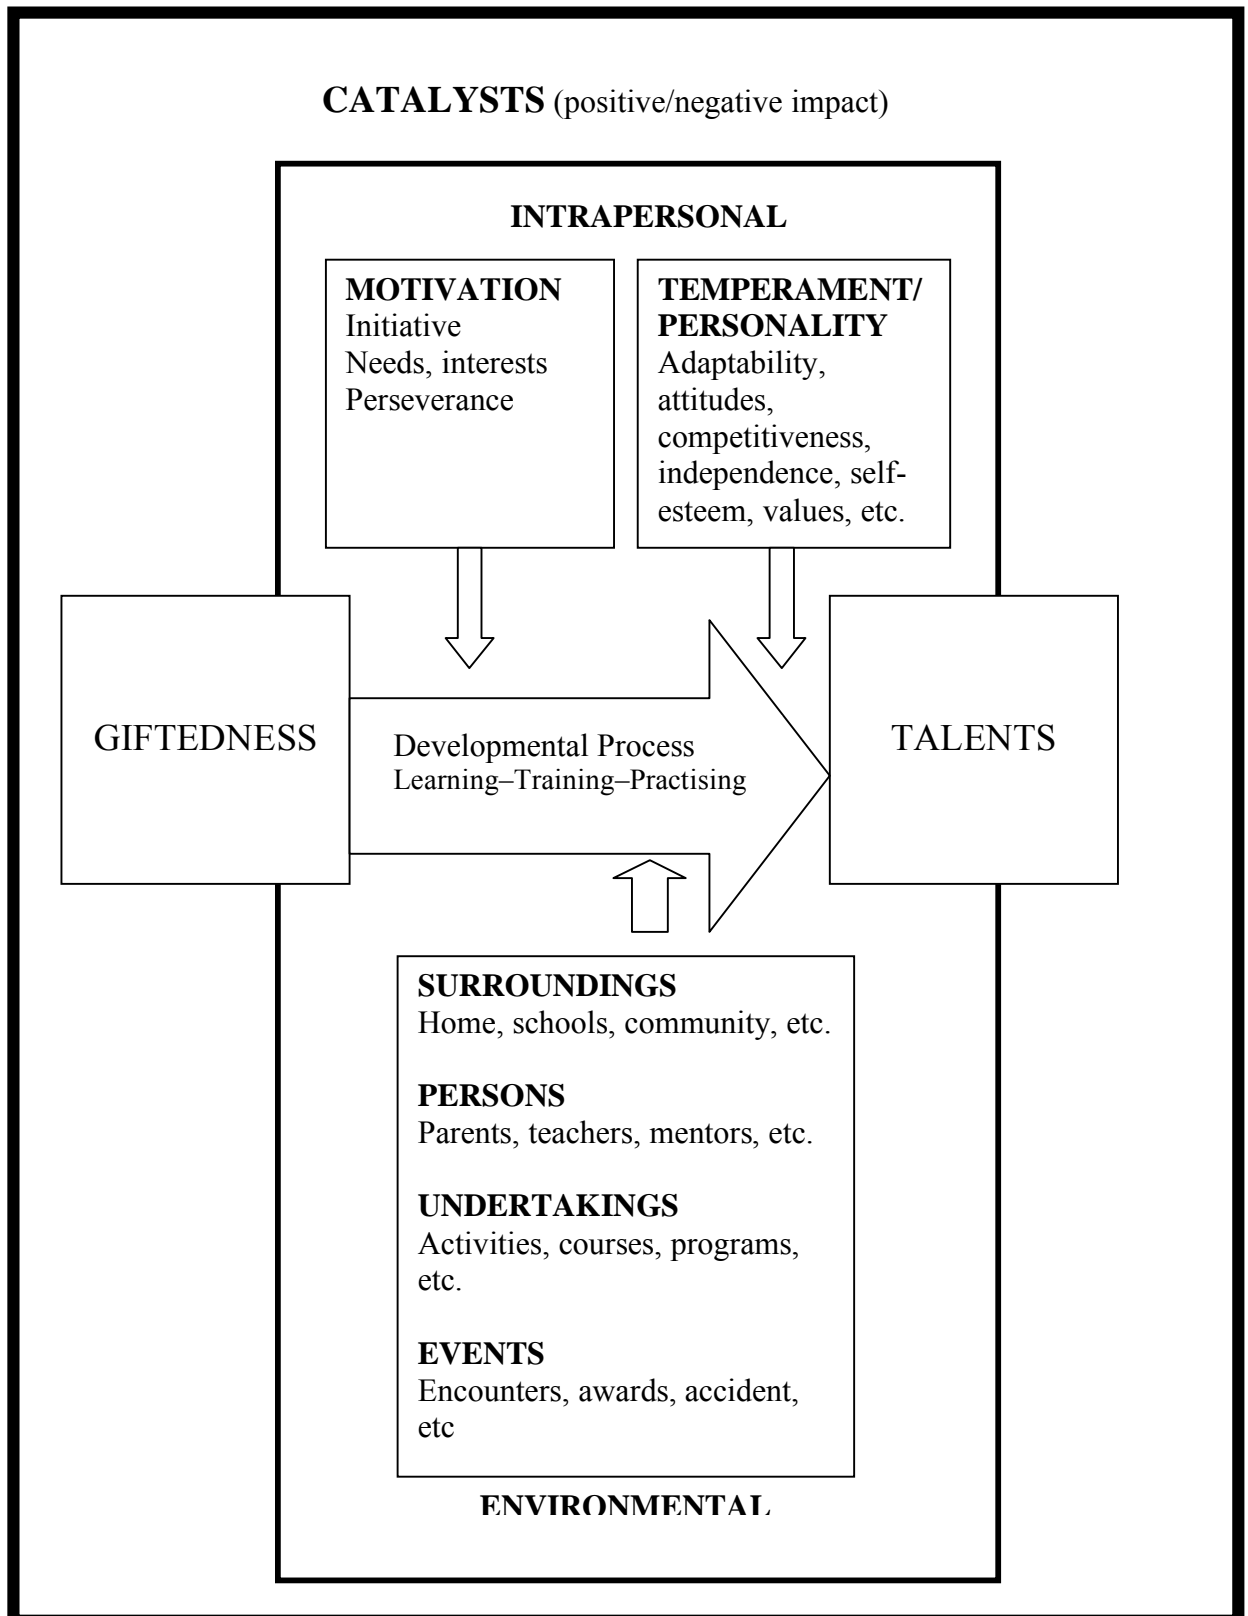 CATALYSTS (positive/negative impact)
INTRAPERSONAL
MOTIVATION
Initiative
Needs, interests
Perseverance
TEMPERAMENT/
PERSONALITY
Adaptability,
attitudes,
competitiveness,
independence, self-
esteem, values, etc.
GIFTEDNESS
Developmental Process
Learning–Training–Practising
TALENTS
SURROUNDINGS
Home, schools, community, etc.
PERSONS
Parents, teachers, mentors, etc.
UNDERTAKINGS
Activities, courses, programs,
etc.
EVENTS
Encounters, awards, accident,
etc
ENVIRONMENTAL